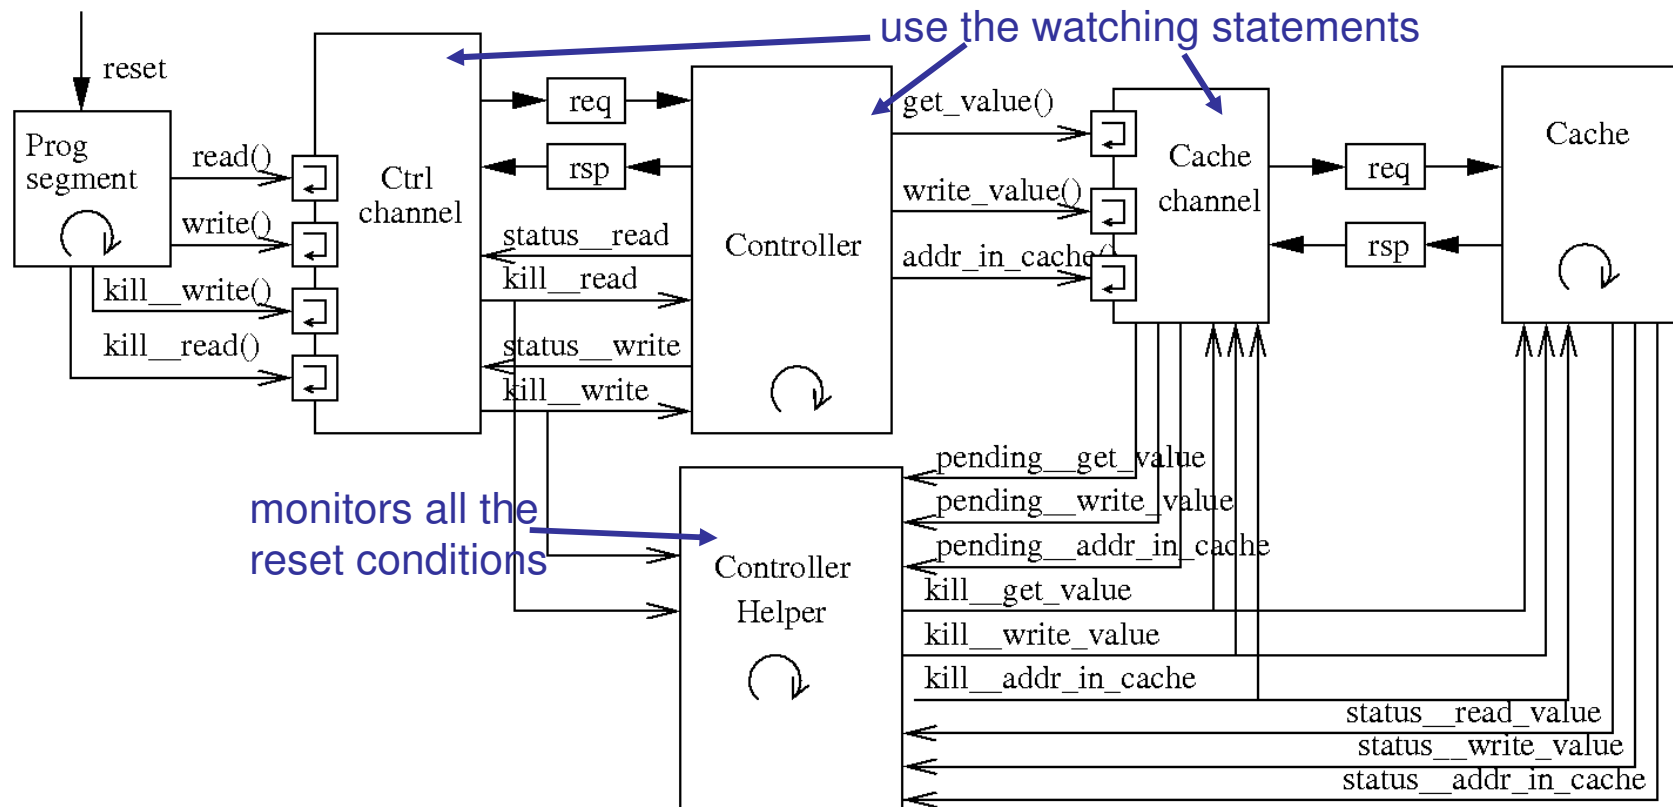 use the watching statements
reset
Prog
segment
read()
write()
kill__write()
kill__read()
Ctrl
channel
req
rsp
status__read
kill__read
status__write
kill__write
Controller
get_value()
write_value()
addr_in_cache()
Cache
channel
req
rsp
Cache
monitors all the
reset conditions
Controller
Helper
pending__get_value
pending__write_value
pending__addr_in_cache
kill__get_value
kill__write_value
kill__addr_in_cache
status__read_value
status__write_value
status__addr_in_cache